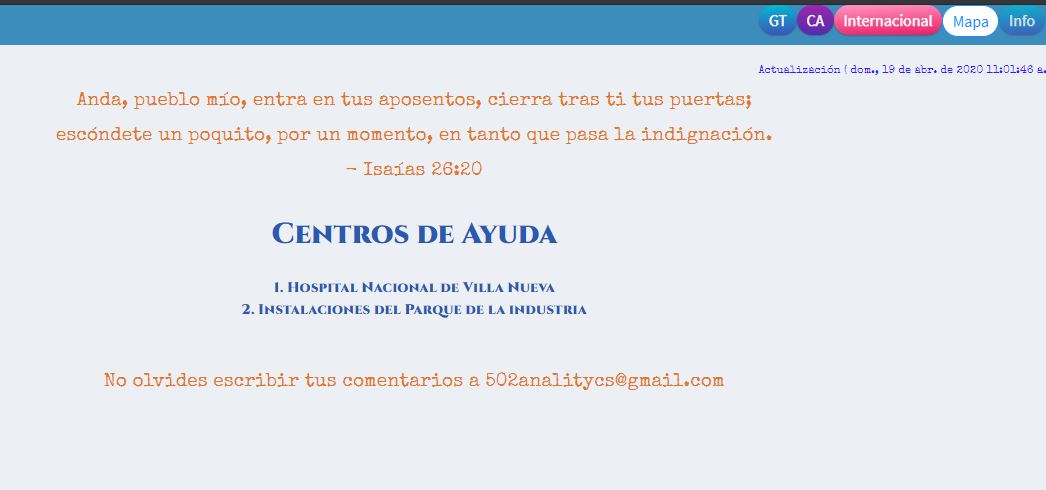 GT CA Internacional Mapa Info
Actualización ( dom., 19 de abr. de 2020 11:01:46 a.
Anda, pueblo mío, entra en tus aposentos, cierra tras ti tus puertas;
escóndete un poquito, por un momento, en tanto que pasa la indignación.
- Isaías 26:20
Centros de Ayuda
1. Hospital Nacional de Villa Nueva
2. Instalaciones del Parque de la industria
No olvides escribir tus comentarios a 502analitycs@gmail.com